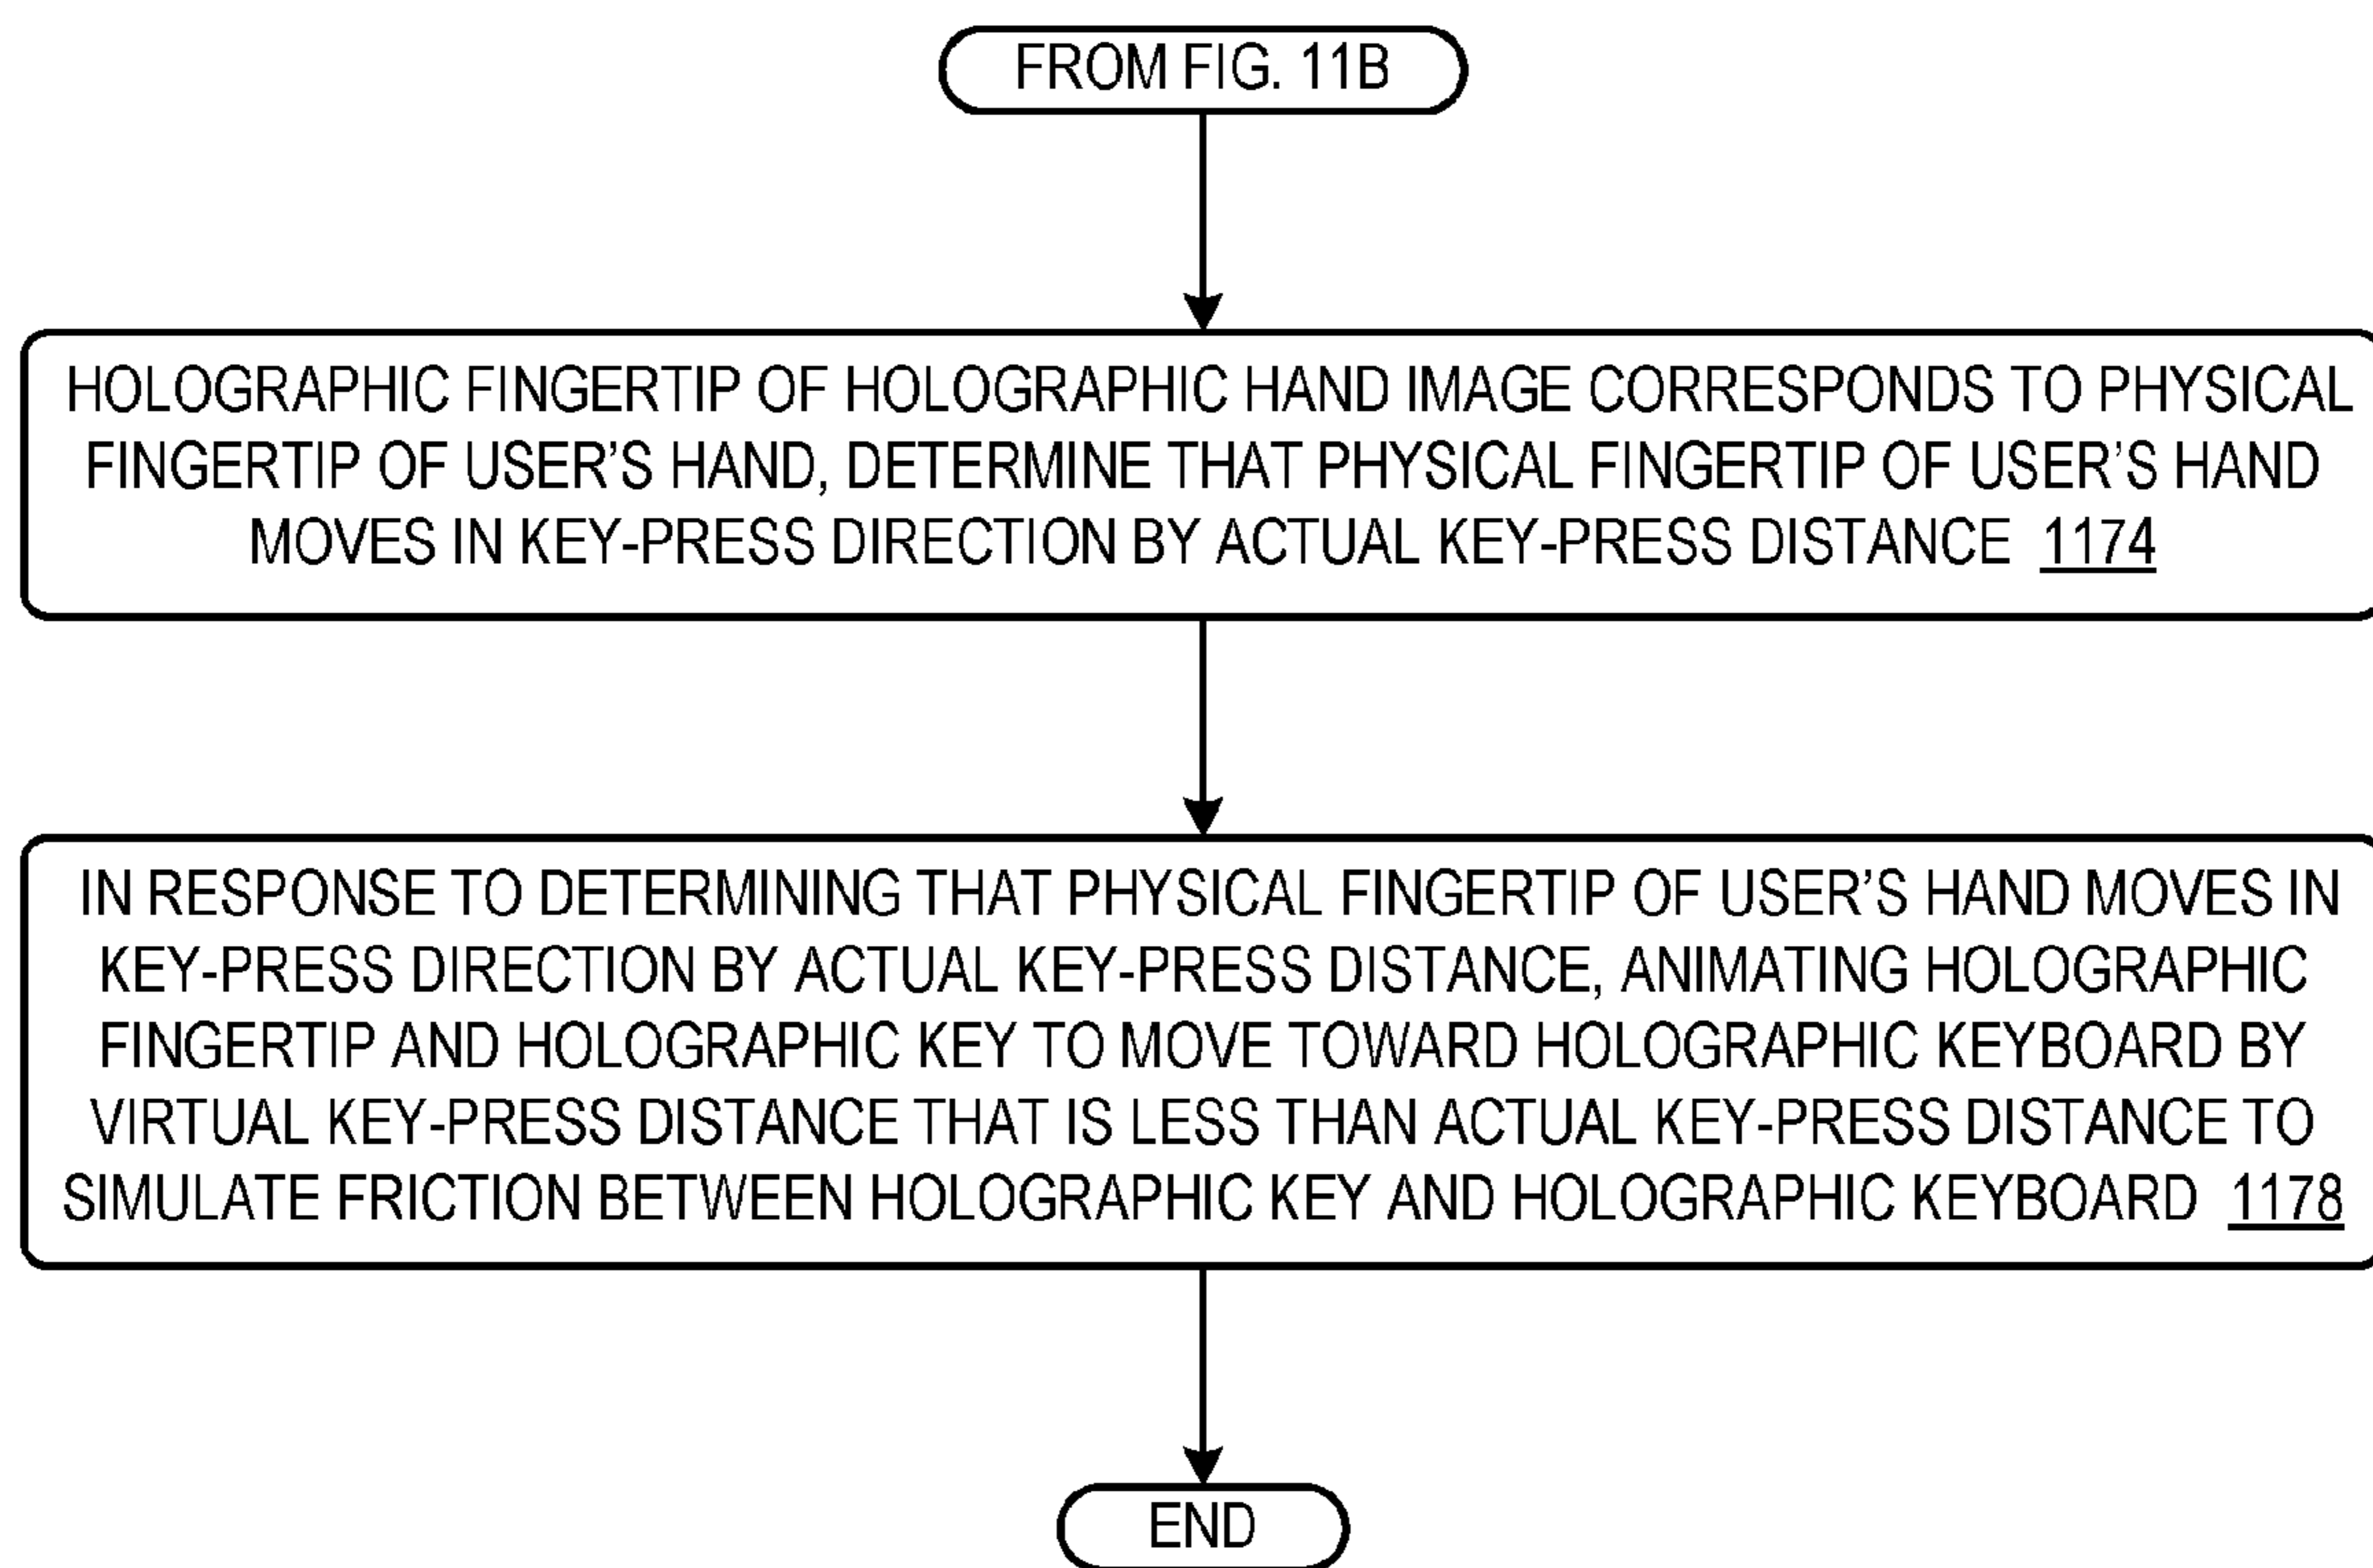 FROM FIG. 11B
HOLOGRAPHIC FINGERTIP OF HOLOGRAPHIC HAND IMAGE CORRESPONDS TO PHYSICAL
FINGERTIP OF USER’S HAND, DETERMINE THAT PHYSICAL FINGERTIP OF USER’S HAND
MOVES IN KEY-PRESS DIRECTION BY ACTUAL KEY-PRESS DISTANCE 1174
IN RESPONSE TO DETERMINING THAT PHYSICAL FINGERTIP OF USER’S HAND MOVES IN
KEY-PRESS DIRECTION BY ACTUAL KEY-PRESS DISTANCE, ANIMATING HOLOGRAPHIC
FINGERTIP AND HOLOGRAPHIC KEY TO MOVE TOWARD HOLOGRAPHIC KEYBOARD BY
VIRTUAL KEY-PRESS DISTANCE THAT IS LESS THAN ACTUAL KEY-PRESS DISTANCE TO
SIMULATE FRICTION BETWEEN HOLOGRAPHIC KEY AND HOLOGRAPHIC KEYBOARD 1178
END